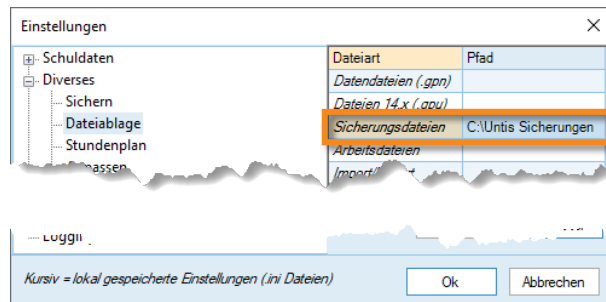 Einstellungen
Schuldaten
Diverses
Sichern
Dateiablage
Stundenplan
Dateiart Pfad
Datendateien (.gpn)
Dateien 14.x (.gpu)
Sicherungsdateien C:\Untis Sicherungen
Arbeitsdateien
Kursiv = lokal gespeicherte Einstellungen (.ini Dateien)
Ok
Abbrechen